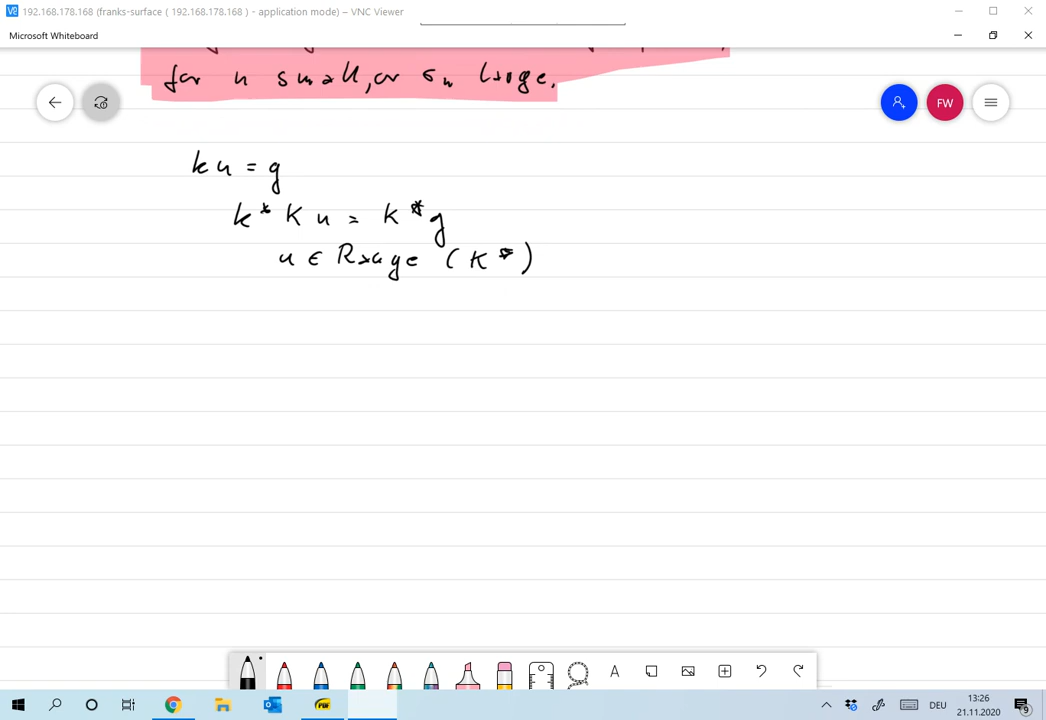 192.168.178.168 (franks-surface ( 192.168.178.168 ) - application mode) – VNC Viewer
Microsoft Whiteboard
for n small, or σn large.
FW
Ku = g
K* K u = K* g
u ∈ Range (K*)
A
DEU
13:26
21.11.2020
9